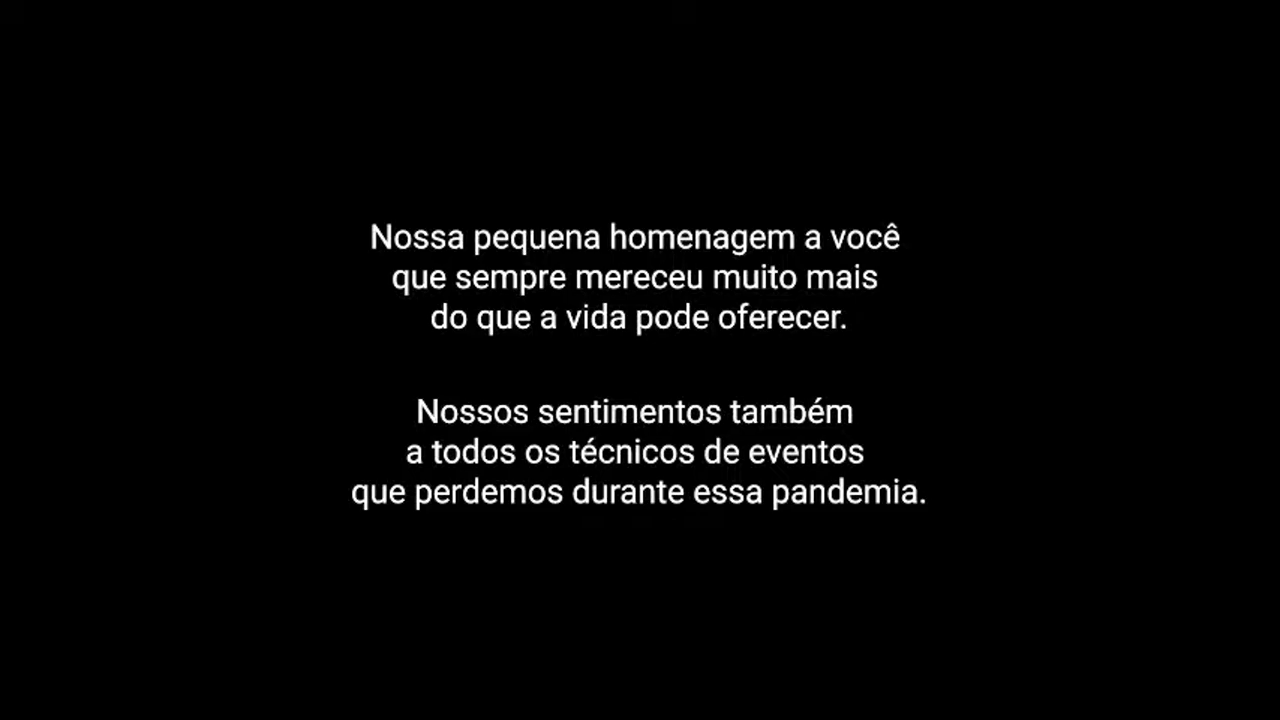 Nossa pequena homenagem a você
que sempre mereceu muito mais
do que a vida pode oferecer.
Nossos sentimentos também
a todos os técnicos de eventos
que perdemos durante essa pandemia.